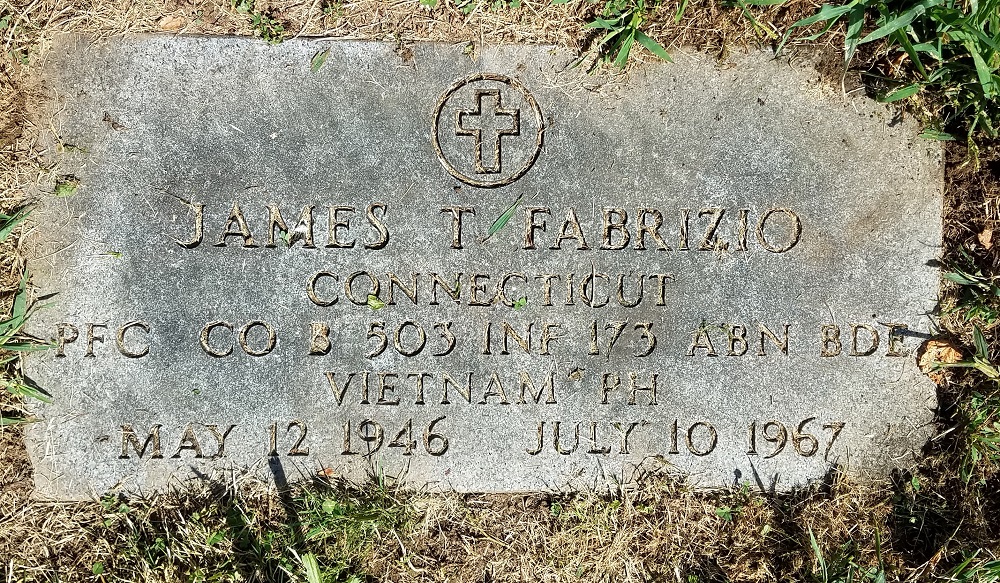 JAMES T FABRIZIO
CONNECTICUT
PFC CO B 503 INF 173 ABN BDE
VIETNAM PH
MAY 12 1946 JULY 10 1967